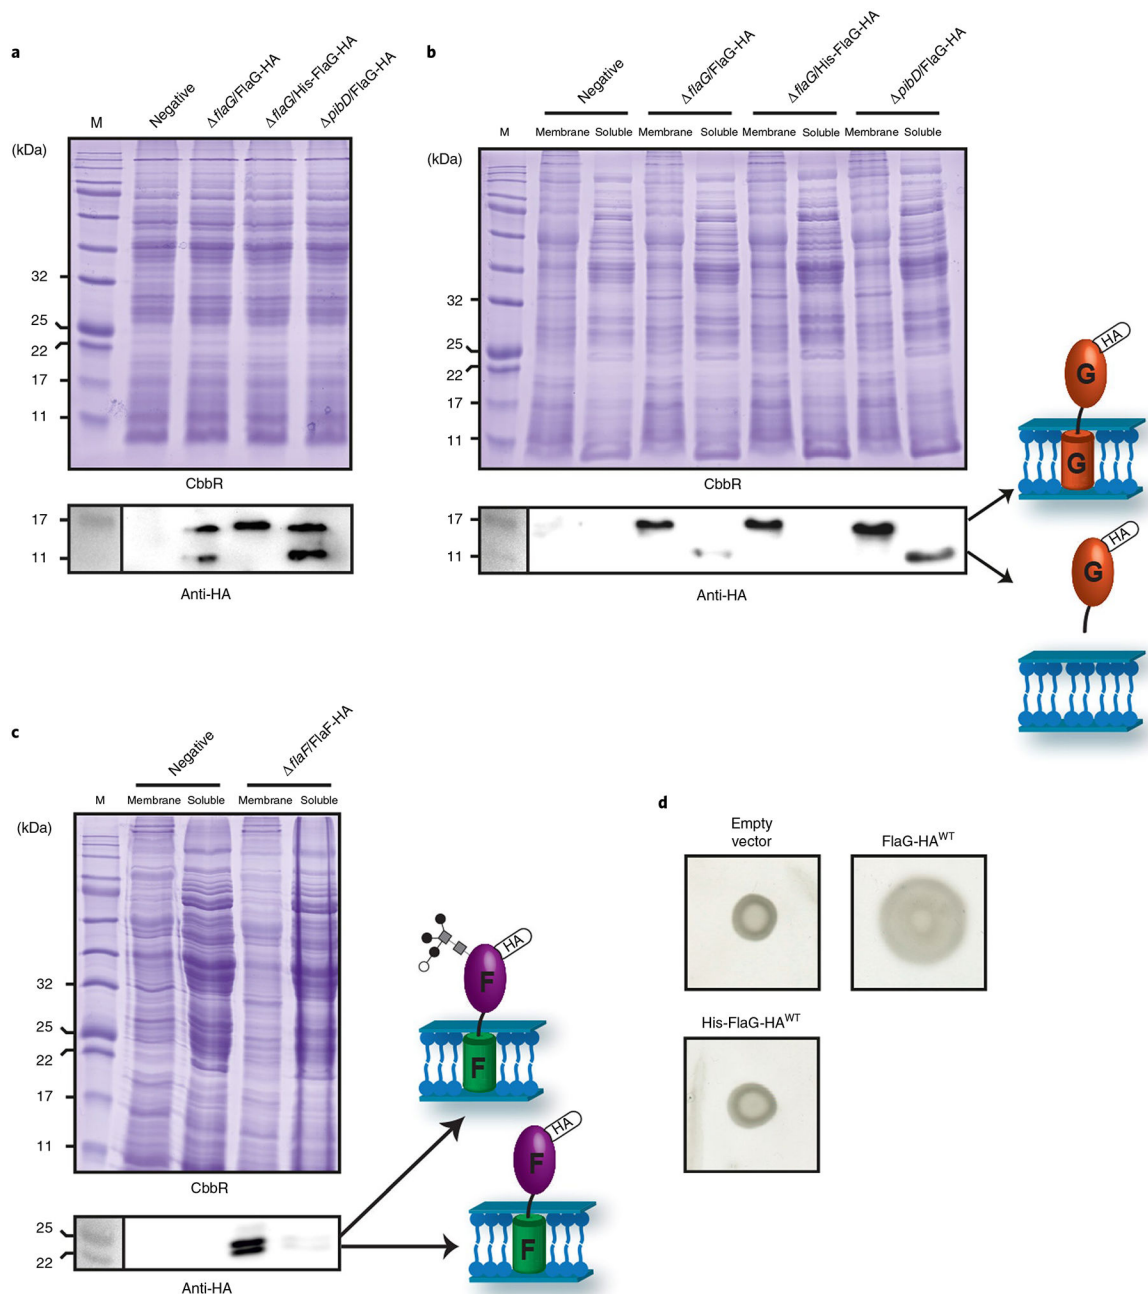 a
M
Negative
ΔflaG/FlaG-HA
ΔflaG/His-FlaG-HA
ΔpibD/FlaG-HA
(kDa)
32
25
22
17
11
CbbR
17
11
Anti-HA
b
Negative
ΔflaG/FlaG-HA
ΔflaG/His-FlaG-HA
ΔpibD/FlaG-HA
M Membrane Soluble Membrane Soluble Membrane Soluble Membrane Soluble
(kDa)
32
25
22
17
11
CbbR
17
11
Anti-HA
HA
G
G
HA
G
c
Negative
ΔflaF/FlaF-HA
M Membrane Soluble Membrane Soluble
(kDa)
32
25
22
17
11
CbbR
25
22
Anti-HA
HA
F
F
HA
F
F
d
Empty
vector
FlaG-HAWT
His-FlaG-HAWT